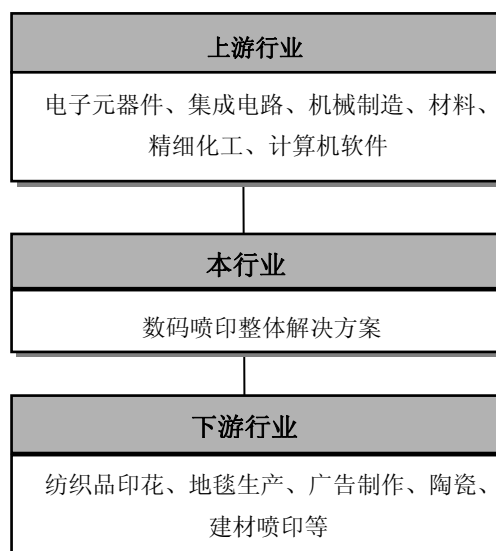 上游行业
电子元器件、集成电路、机械制造、材料、
精细化工、计算机软件
本行业
数码喷印整体解决方案
下游行业
纺织品印花、地毯生产、广告制作、陶瓷、
建材喷印等